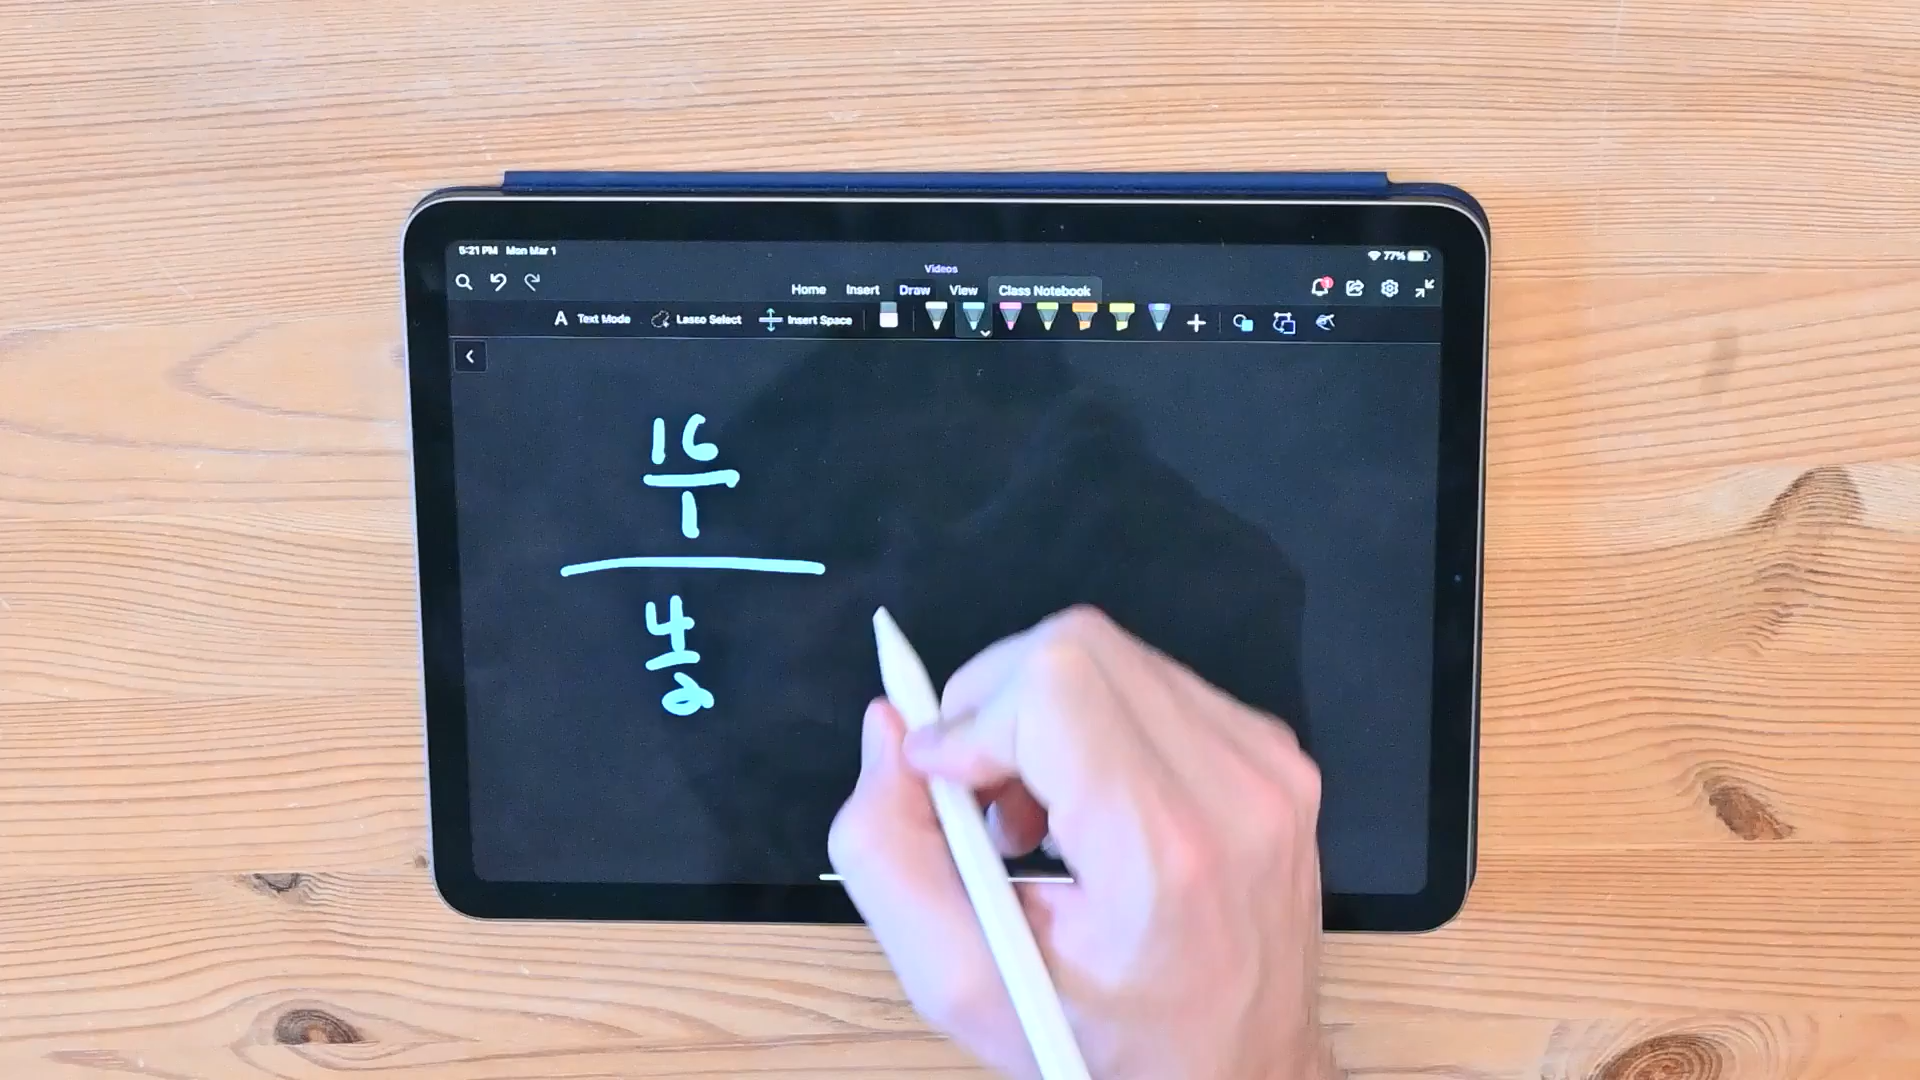 5:21 PM Mon Mar 1
77%
Videos
Home Insert Draw View Class Notebook
A Text Mode Lasso Select Insert Space
16
1
4
2